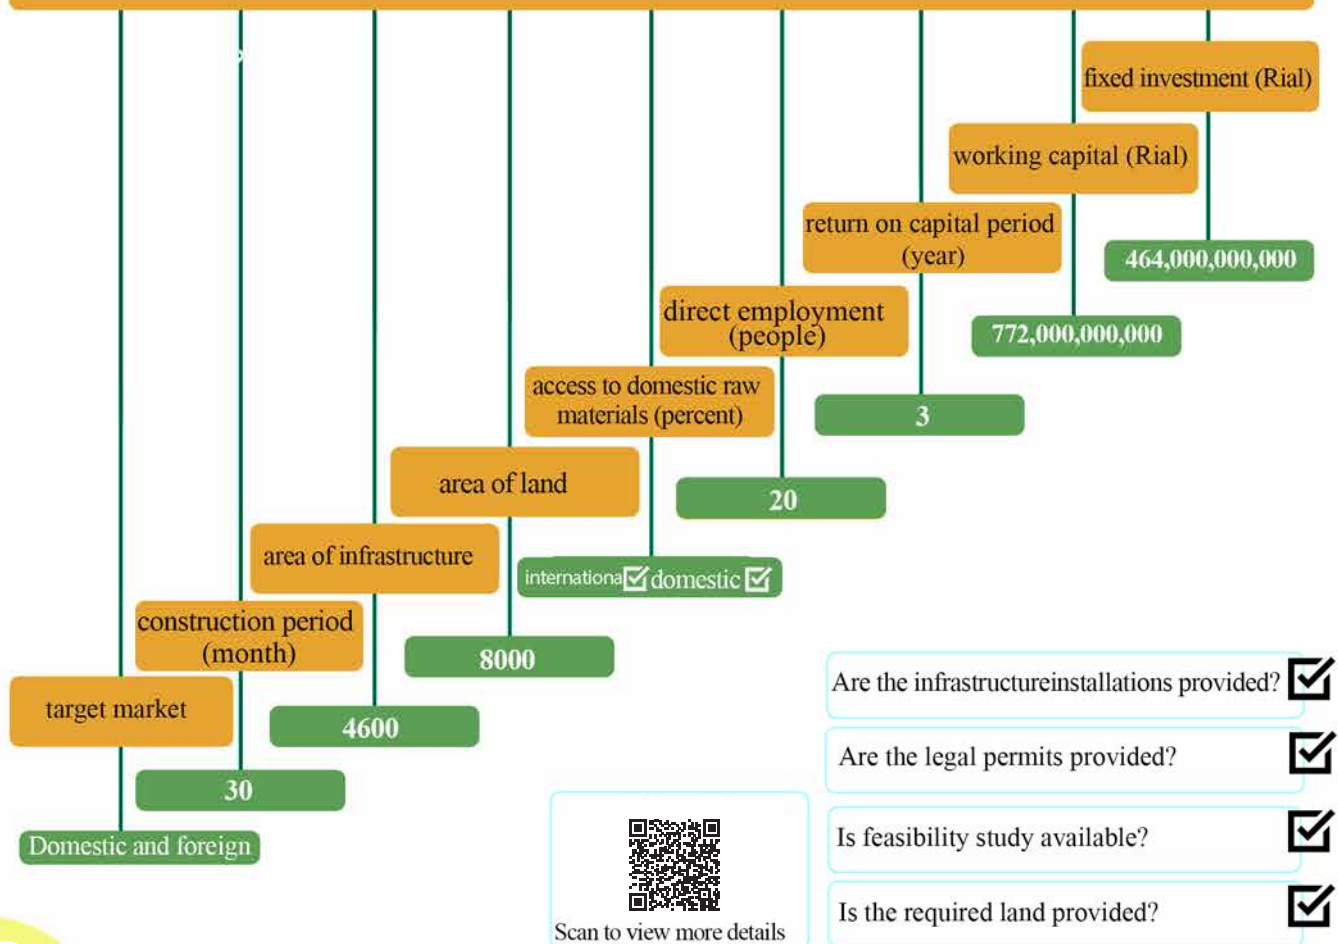 fixed investment (Rial)
464,000,000,000
working capital (Rial)
772,000,000,000
return on capital period
(year)
3
direct employment
(people)
20
access to domestic raw
materials (percent)
internationa domestic
area of land
8000
area of infrastructure
4600
construction period
(month)
30
target market
Domestic and foreign
Are the infrastructureinstallations provided?
Are the legal permits provided?
Is feasibility study available?
Is the required land provided?
Scan to view more details